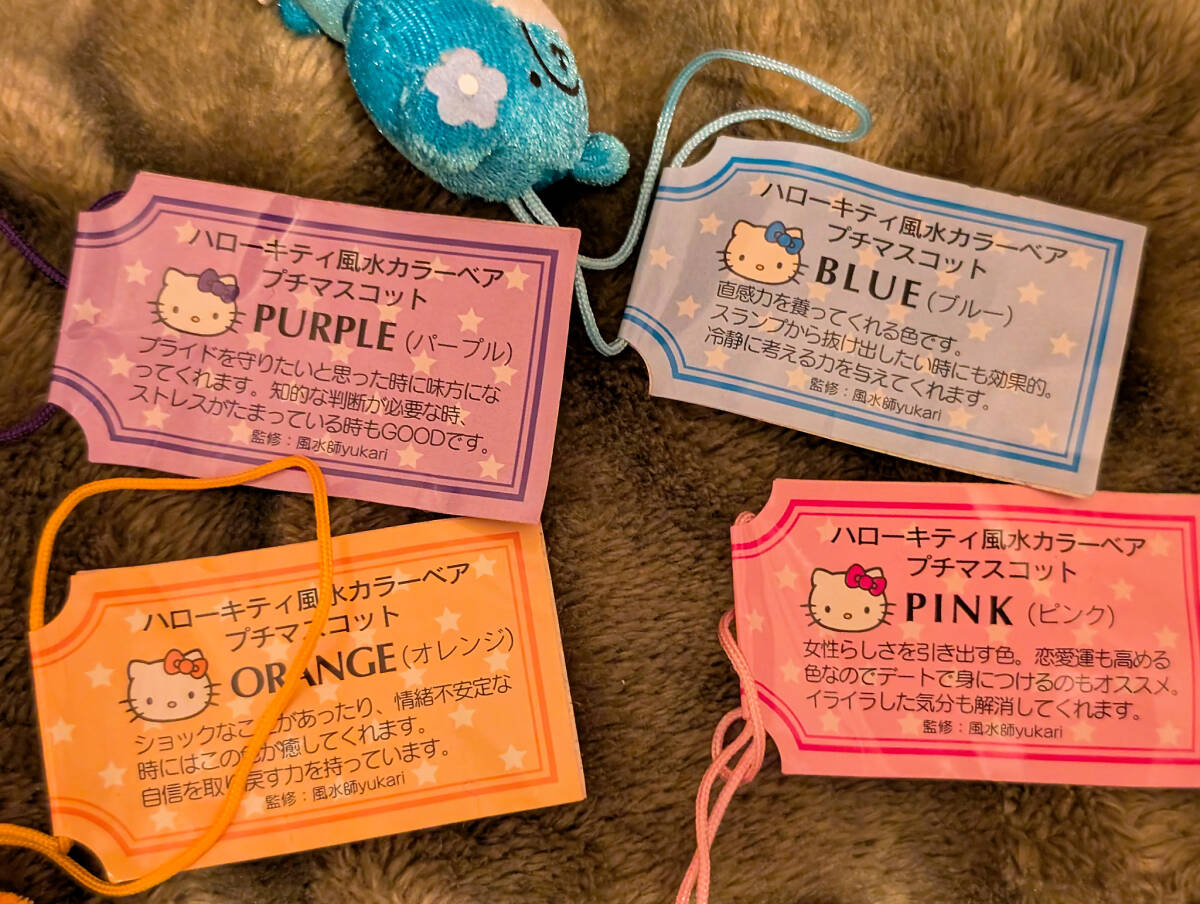 ハローキティ風水カラーベア
プチマスコット
PURPLE (パープル)
プライドを守りたいと思った時に味方にな
ってくれます。知的な判断が必要な時、
ストレスがたまっている時もGOODです。
監修：風水師yukari
ハローキティ風水カラーベア
プチマスコット
BLUE (ブルー)
直感力を養ってくれる色です。
スランプから抜け出したい時にも効果的。
冷静に考える力を与えてくれます。
監修：風水師yukari
ハローキティ風水カラーベア
プチマスコット
ORANGE (オレンジ)
ショックなことがあったり、情緒不安定な
時にはこの色が癒してくれます。
自信を取り戻す力を持っています。
監修：風水師yukari
ハローキティ風水カラーベア
プチマスコット
PINK (ピンク)
女性らしさを引き出す色。恋愛運も高める
色なのでデートで身につけるのもオススメ。
イライラした気分も解消してくれます。
監修：風水師yukari